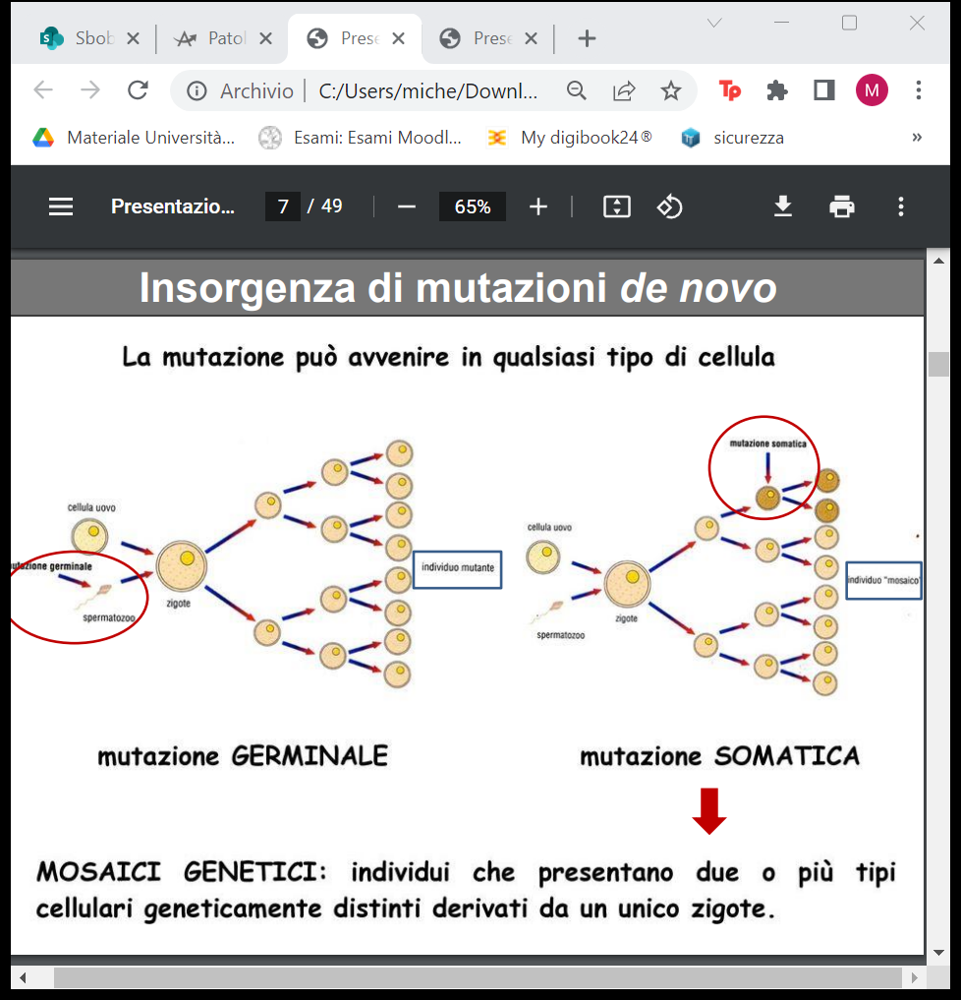 Sbob
Patol
Prese
Prese
Archivio
C:/Users/miche/Downl...
Tp
M
Materiale Università...
Esami: Esami Moodl...
My digibook24®
sicurezza
»
Presentazio...
7 / 49
65%
Insorgenza di mutazioni de novo
La mutazione può avvenire in qualsiasi tipo di cellula
cellula uovo
mutazione germinale
spermatozoo
zigote
individuo mutante
mutazione somatica
cellula uovo
zigote
spermatozoo
individuo "mosaico"
mutazione GERMINALE
mutazione SOMATICA
MOSAICI GENETICI: individui che presentano due o più tipi
cellulari geneticamente distinti derivati da un unico zigote.